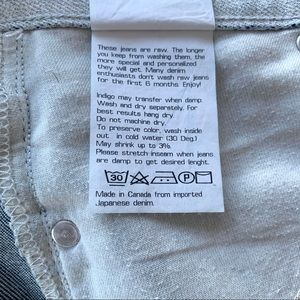 These jeans are raw. The longer
you keep from washing them, the
more special and personalized
they will get. Many denim
enthusiasts don't wash raw jeans
for the first 6 months. Enjoy!
Indigo may transfer when damp.
Wash and dry separately. For
best results hang dry.
Do not machine dry.
To preserve color, wash inside
out in cold water (30 Deg.)
May shrink up to 3%.
Please stretch inseam when jeans
are damp to get desired lenght.
30 P
Made in Canada from imported
Japanese denim.